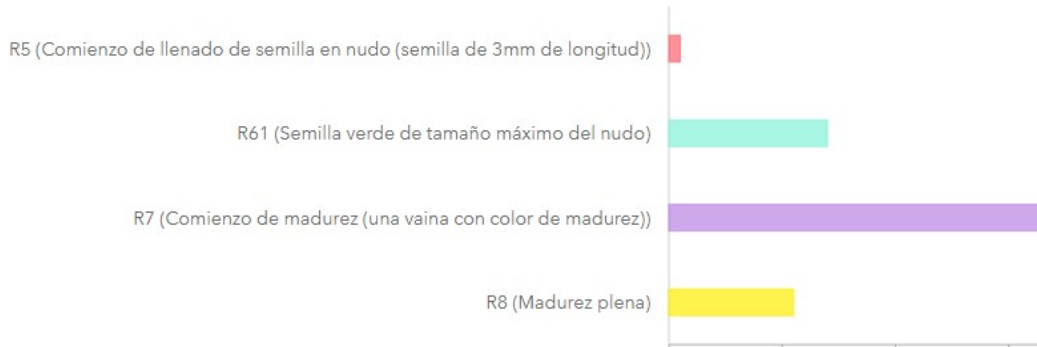 R5 (Comienzo de llenado de semilla en nudo (semilla de 3mm de longitud))
R61 (Semilla verde de tamaño máximo del nudo)
R7 (Comienzo de madurez (una vaina con color de madurez))
R8 (Madurez plena)